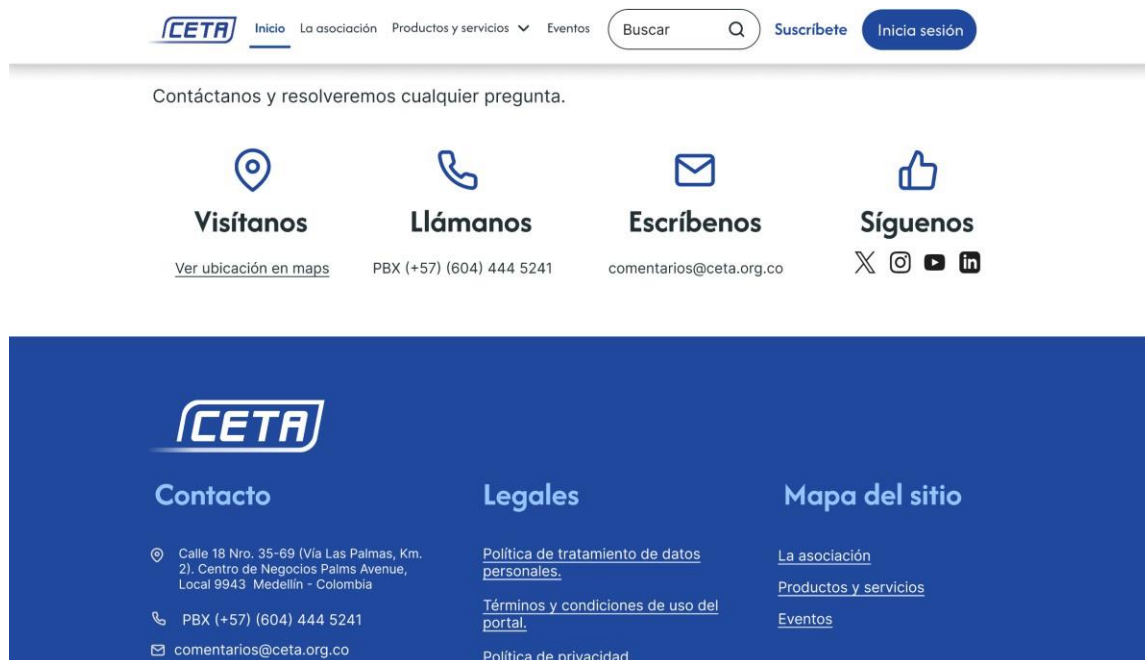 CETA Inicio La asociación Productos y servicios Eventos Buscar Suscríbete Inicia sesión
Contáctanos y resolveremos cualquier pregunta.
Visítanos Llámanos Escríbenos Síguenos
Ver ubicación en maps PBX (+57) (604) 444 5241 comentarios@ceta.org.co
CETA
Contacto
Calle 18 Nro. 35-69 (Vía Las Palmas, Km.
2). Centro de Negocios Palms Avenue,
Local 9943 Medellín - Colombia
PBX (+57) (604) 444 5241
comentarios@ceta.org.co
Legales
Política de tratamiento de datos
personales.
Términos y condiciones de uso del
portal.
Política de privacidad
Mapa del sitio
La asociación
Productos y servicios
Eventos